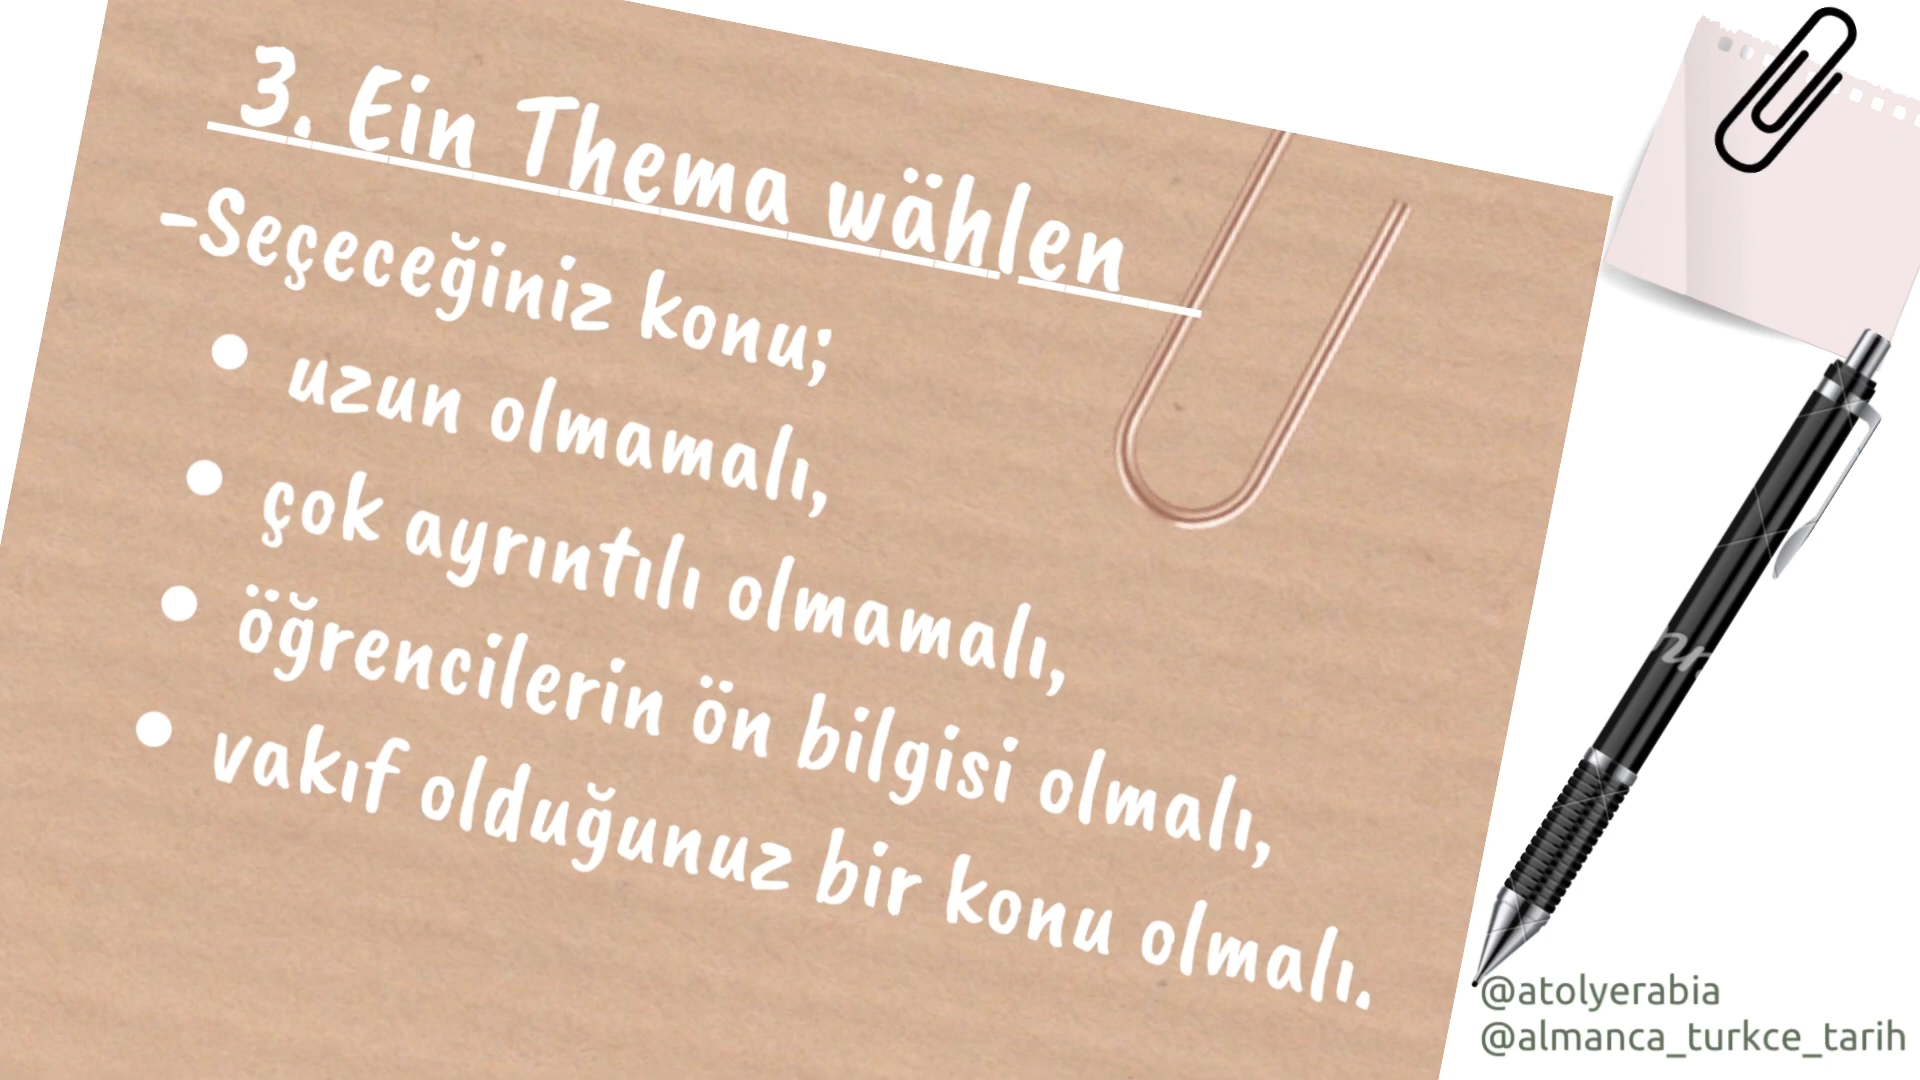 3. Ein Thema wählen
-Seçeceğiniz konu;
• uzun olmamalı,
• çok ayrıntılı olmamalı,
• öğrencilerin ön bilgisi olmalı,
• vakıf olduğunuz bir konu olmalı.
@atolyerabia
@almanca_turkce_tarih